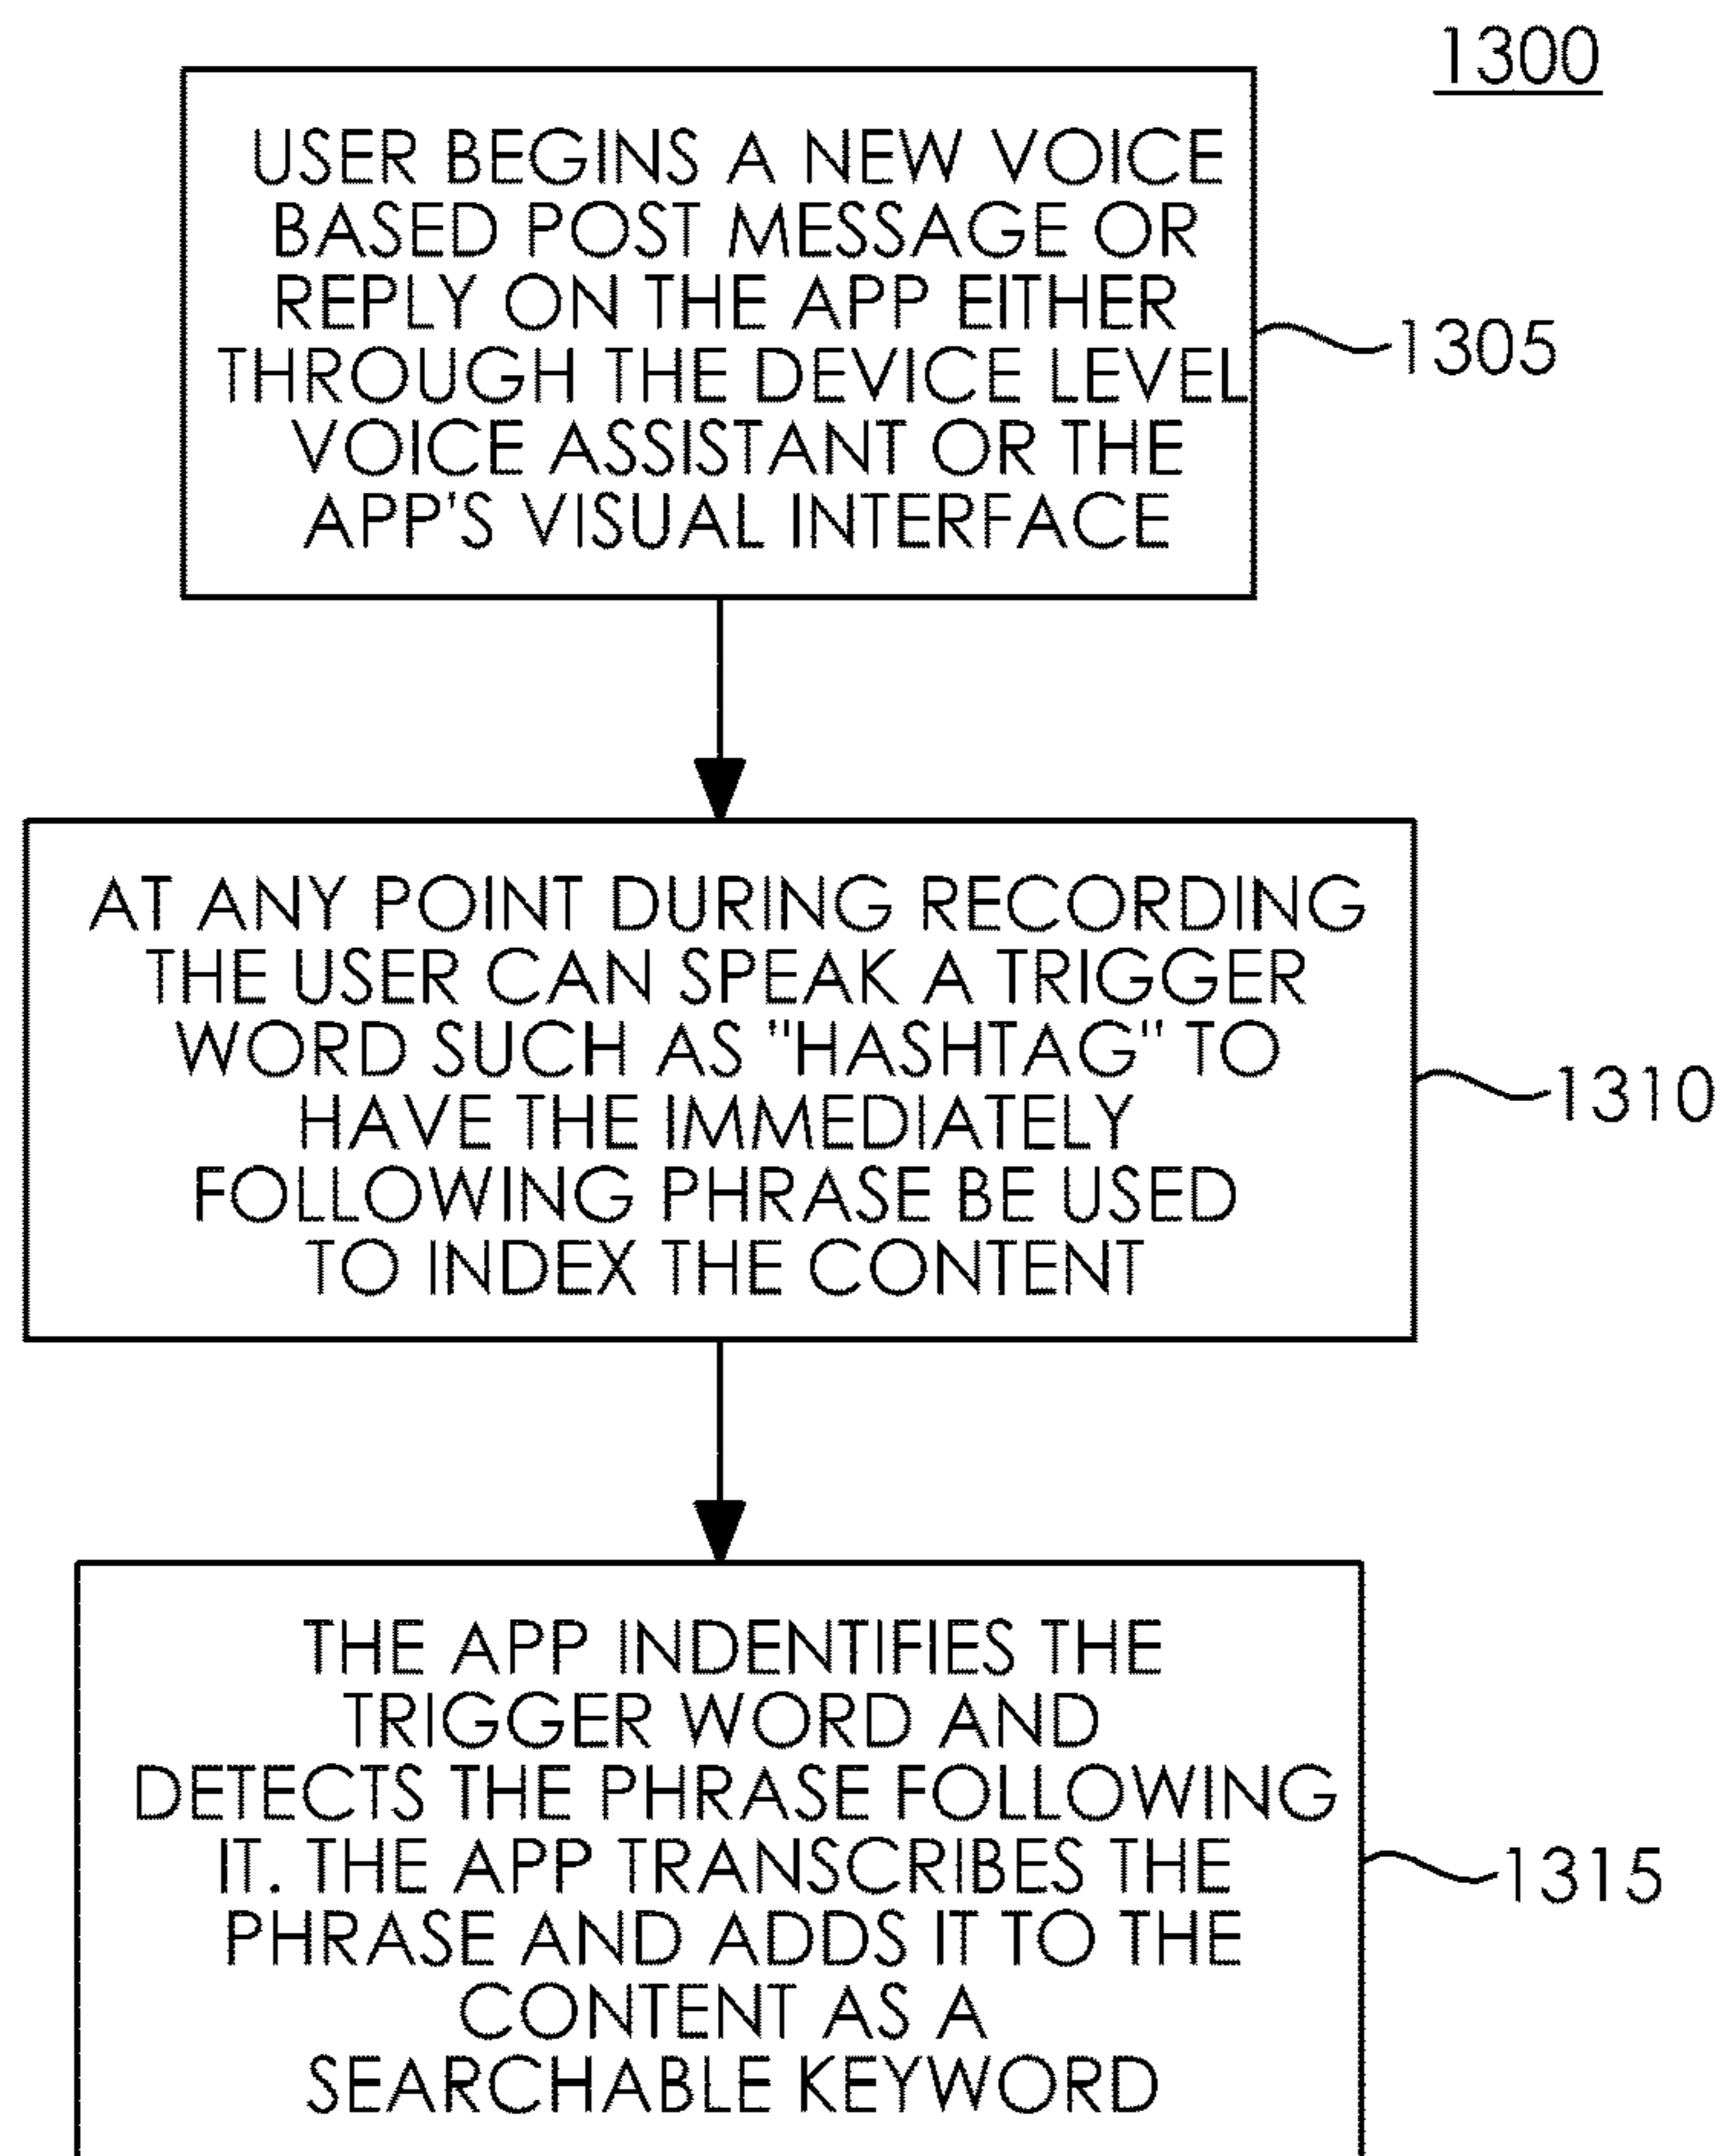 1300
USER BEGINS A NEW VOICE
BASED POST MESSAGE OR
REPLY ON THE APP EITHER
THROUGH THE DEVICE LEVEL
VOICE ASSISTANT OR THE
APP'S VISUAL INTERFACE
1305
AT ANY POINT DURING RECORDING
THE USER CAN SPEAK A TRIGGER
WORD SUCH AS "HASHTAG" TO
HAVE THE IMMEDIATELY
FOLLOWING PHRASE BE USED
TO INDEX THE CONTENT
1310
THE APP INDENTIFIES THE
TRIGGER WORD AND
DETECTS THE PHRASE FOLLOWING
IT. THE APP TRANSCRIBES THE
PHRASE AND ADDS IT TO THE
CONTENT AS A
SEARCHABLE KEYWORD
1315